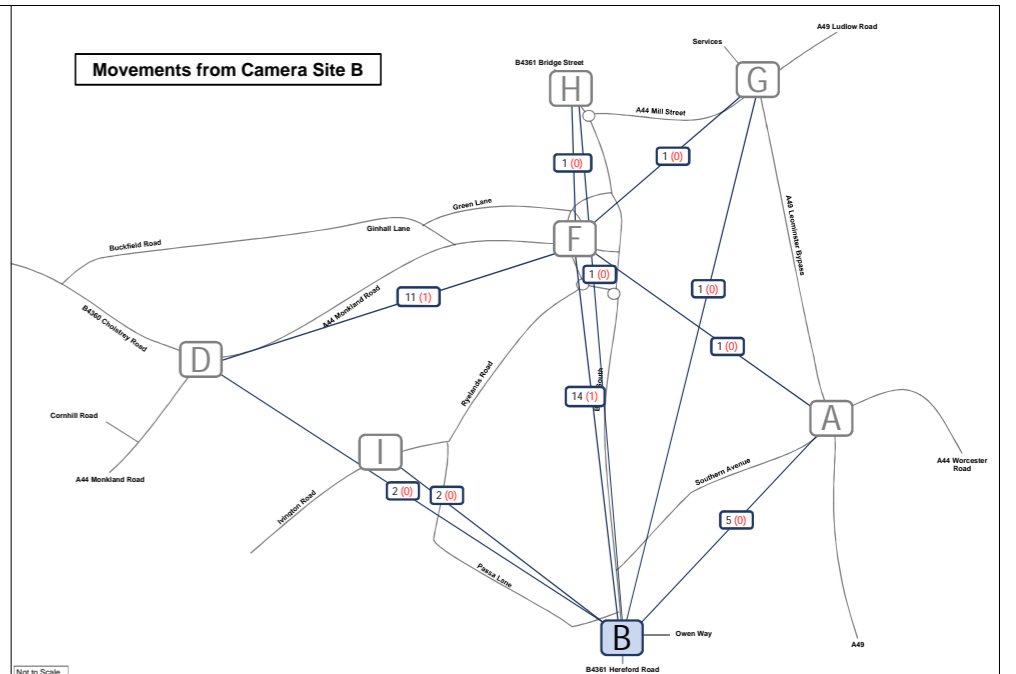 A49 Ludlow Road
Services
Movements from Camera Site B
B4361 Bridge Street
G
H
A44 Mill Street
1 (0)
1 (0)
Green Lane
A49 Leominster Bypass
Ginhall Lane
Buckfield Road
F
1 (0)
1 (0)
11 (1)
A44 Monkland Road
B4360 Cholstrey Road
1 (0)
D
Ryelands Road
14 (1)
South
A
Cornhill Road
I
A44 Worcester
Road
Southern Avenue
A44 Monkland Road
2 (0)
2 (0)
Ivington Road
5 (0)
Passa Lane
B
Owen Way
A49
B4361 Hereford Road
Not to Scale